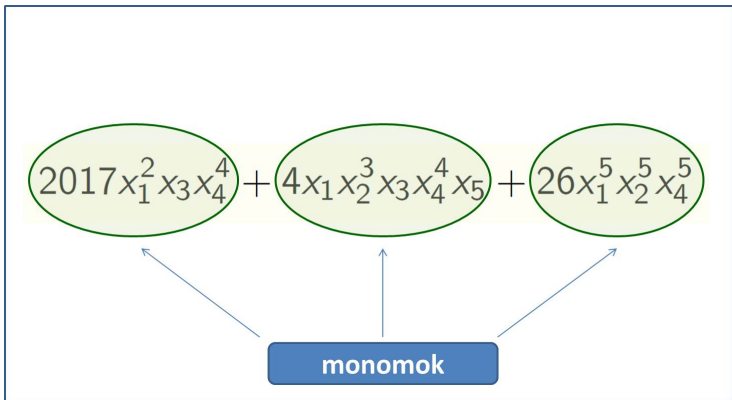 2017x₁²x₃x₄⁴ + 4x₁x₂³x₃x₄⁴x₅ + 26x₁⁵x₂⁵x₄⁵
monomok